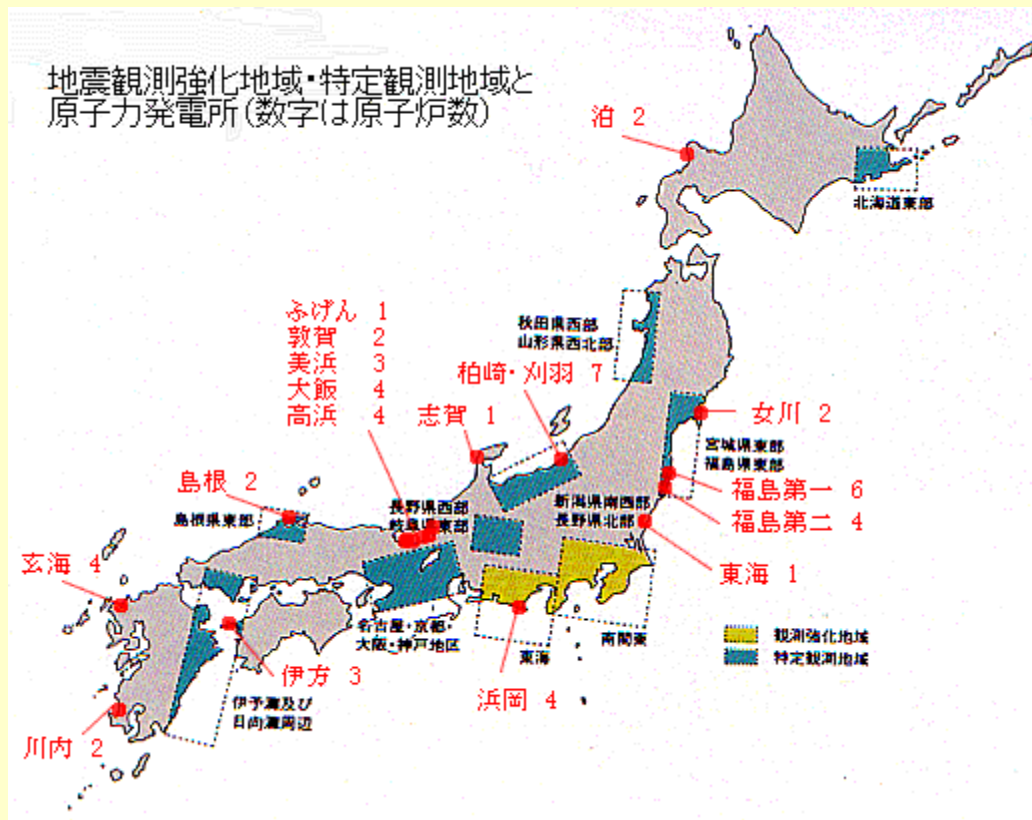 地震観測強化地域・特定観測地域と
原子力発電所(数字は原子炉数)
泊 2
北海道東部
秋田県西部
山形県西北部
ふげん 1
敦賀 2
美浜 3
大飯 4
高浜 4
柏崎・刈羽 7
志賀 1
女川 2
宮城県東部
福島県東部
島根 2
島根県東部
長野県西部
岐阜県東部
新潟県南西部
長野県北部
福島第一 6
福島第二 4
玄海 4
東海 1
名古屋・京都・
大阪・神戸地区
東海
南関東
観測強化地域
特定観測地域
伊方 3
浜岡 4
伊予灘及び
日向灘周辺
川内 2